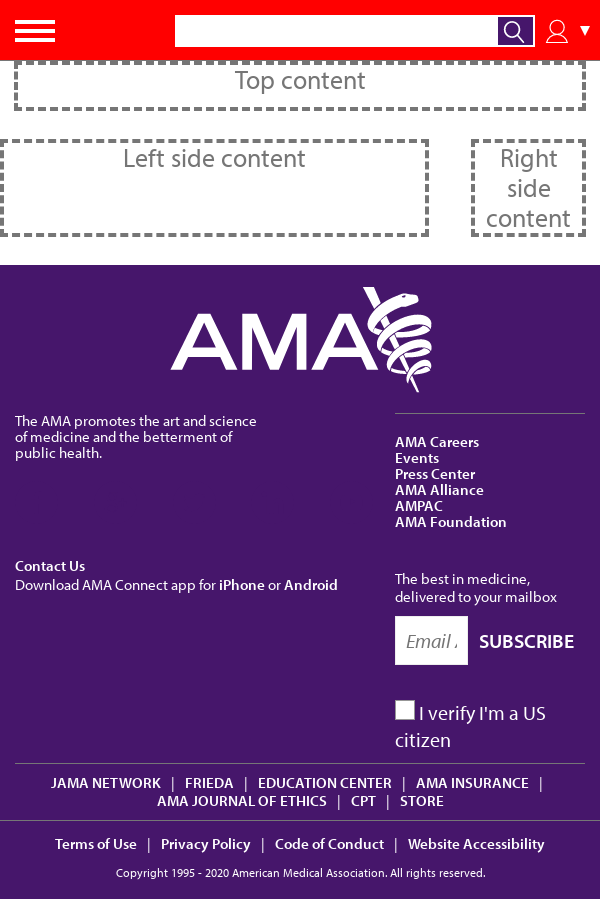 ▼
Top content
Left side content
Right
side
content
AMA
The AMA promotes the art and science
of medicine and the betterment of
public health.
AMA Careers
Events
Press Center
AMA Alliance
AMPAC
AMA Foundation
Contact Us
Download AMA Connect app for iPhone or Android
The best in medicine,
delivered to your mailbox
Email A
SUBSCRIBE
I verify I'm a US
citizen
JAMA NETWORK | FRIEDA | EDUCATION CENTER | AMA INSURANCE |
AMA JOURNAL OF ETHICS | CPT | STORE
Terms of Use | Privacy Policy | Code of Conduct | Website Accessibility
Copyright 1995 - 2020 American Medical Association. All rights reserved.